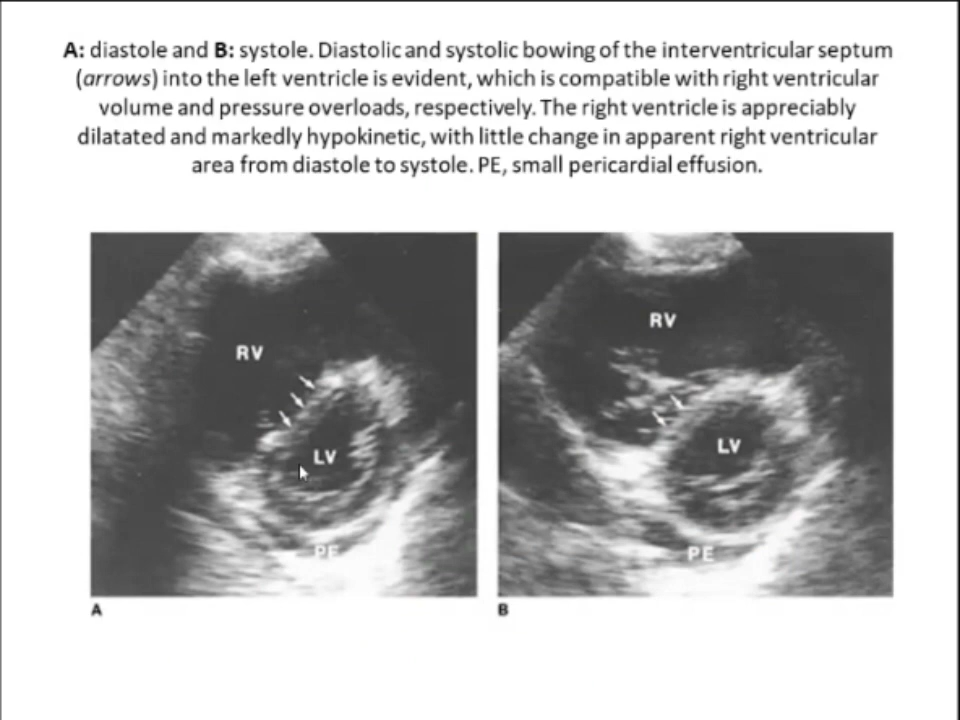 A: diastole and B: systole. Diastolic and systolic bowing of the interventricular septum
(arrows) into the left ventricle is evident, which is compatible with right ventricular
volume and pressure overloads, respectively. The right ventricle is appreciably
dilatated and markedly hypokinetic, with little change in apparent right ventricular
area from diastole to systole. PE, small pericardial effusion.
RV
LV
PE
A
RV
LV
PE
B